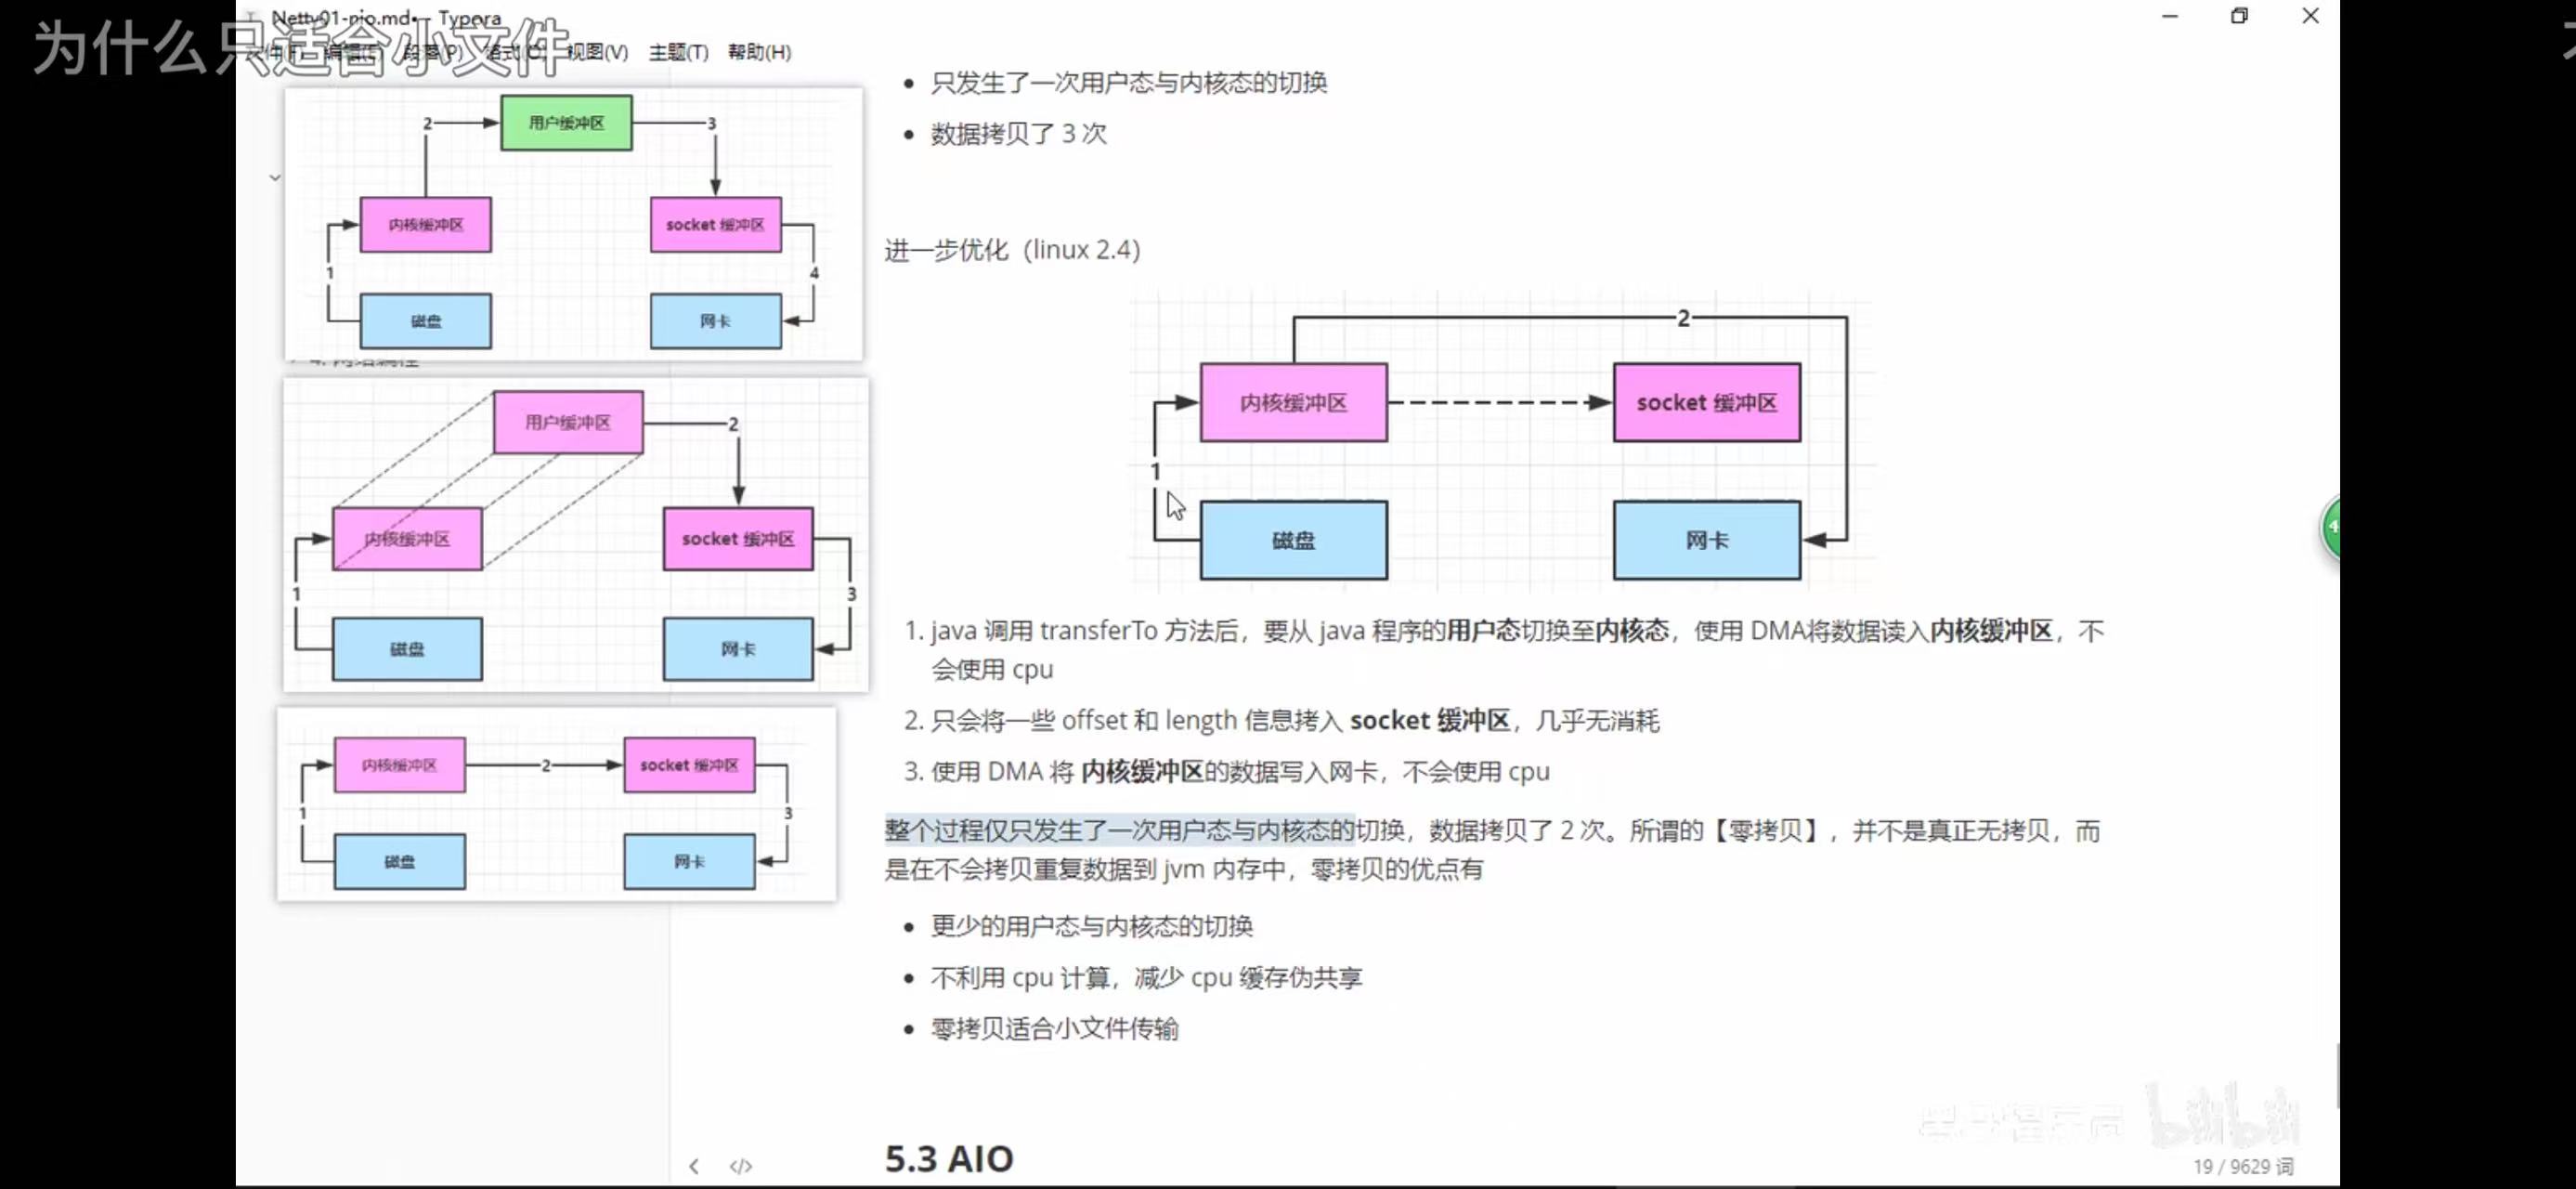 为什么只适合小文件
Netty01-nio.md• - Typora
文件(F) 编辑(E) 段落(P) 格式(O) 视图(V) 主题(T) 帮助(H)
2
用户缓冲区
3
内核缓冲区
socket 缓冲区
1
4
磁盘
网卡
用户缓冲区
2
内核缓冲区
socket 缓冲区
1
3
磁盘
网卡
内核缓冲区
2
socket 缓冲区
1
3
磁盘
网卡
只发生了一次用户态与内核态的切换
数据拷贝了 3 次
进一步优化（linux 2.4）
2
内核缓冲区
socket 缓冲区
1
磁盘
网卡
1. java 调用 transferTo 方法后，要从 java 程序的用户态切换至内核态，使用 DMA将数据读入内核缓冲区，不
会使用 cpu
2. 只会将一些 offset 和 length 信息拷入 socket 缓冲区，几乎无消耗
3. 使用 DMA 将 内核缓冲区的数据写入网卡，不会使用 cpu
整个过程仅只发生了一次用户态与内核态的切换，数据拷贝了 2 次。所谓的【零拷贝】，并不是真正无拷贝，而
是在不会拷贝重复数据到 jvm 内存中，零拷贝的优点有
更少的用户态与内核态的切换
不利用 cpu 计算，减少 cpu 缓存伪共享
零拷贝适合小文件传输
5.3 AIO
bilibili
19 / 9629 词